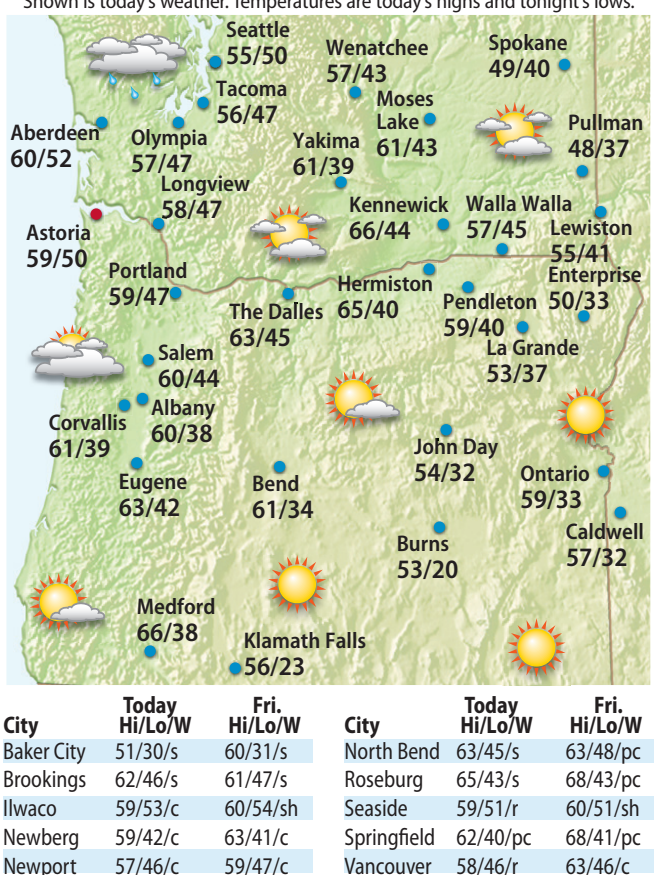 Shown is today's weather. Temperatures are today's highs and tonight's lows.
Seattle
55/50
Wenatchee
57/43
Spokane
49/40
Tacoma
56/47
Moses
Lake
61/43
Aberdeen
60/52
Olympia
57/47
Yakima
61/39
Pullman
48/37
Longview
58/47
Kennewick
66/44
Walla Walla
57/45
Lewiston
55/41
Astoria
59/50
Portland
59/47
The Dalles
63/45
Hermiston
65/40
Pendleton
59/40
Enterprise
50/33
La Grande
53/37
Salem
60/44
Albany
60/38
Corvallis
61/39
Eugene
63/42
Bend
61/34
John Day
54/32
Ontario
59/33
Caldwell
57/32
Burns
53/20
Medford
66/38
Klamath Falls
56/23
Today Fri.
City Hi/Lo/W Hi/Lo/W
Baker City 51/30/s 60/31/s
Brookings 62/46/s 61/47/s
Ilwaco 59/53/c 60/54/sh
Newberg 59/42/c 63/41/c
Newport 57/46/c 59/47/c
Today Fri.
City Hi/Lo/W Hi/Lo/W
North Bend 63/45/s 63/48/pc
Roseburg 65/43/s 68/43/pc
Seaside 59/51/r 60/51/sh
Springfield 62/40/pc 68/41/pc
Vancouver 58/46/r 63/46/c